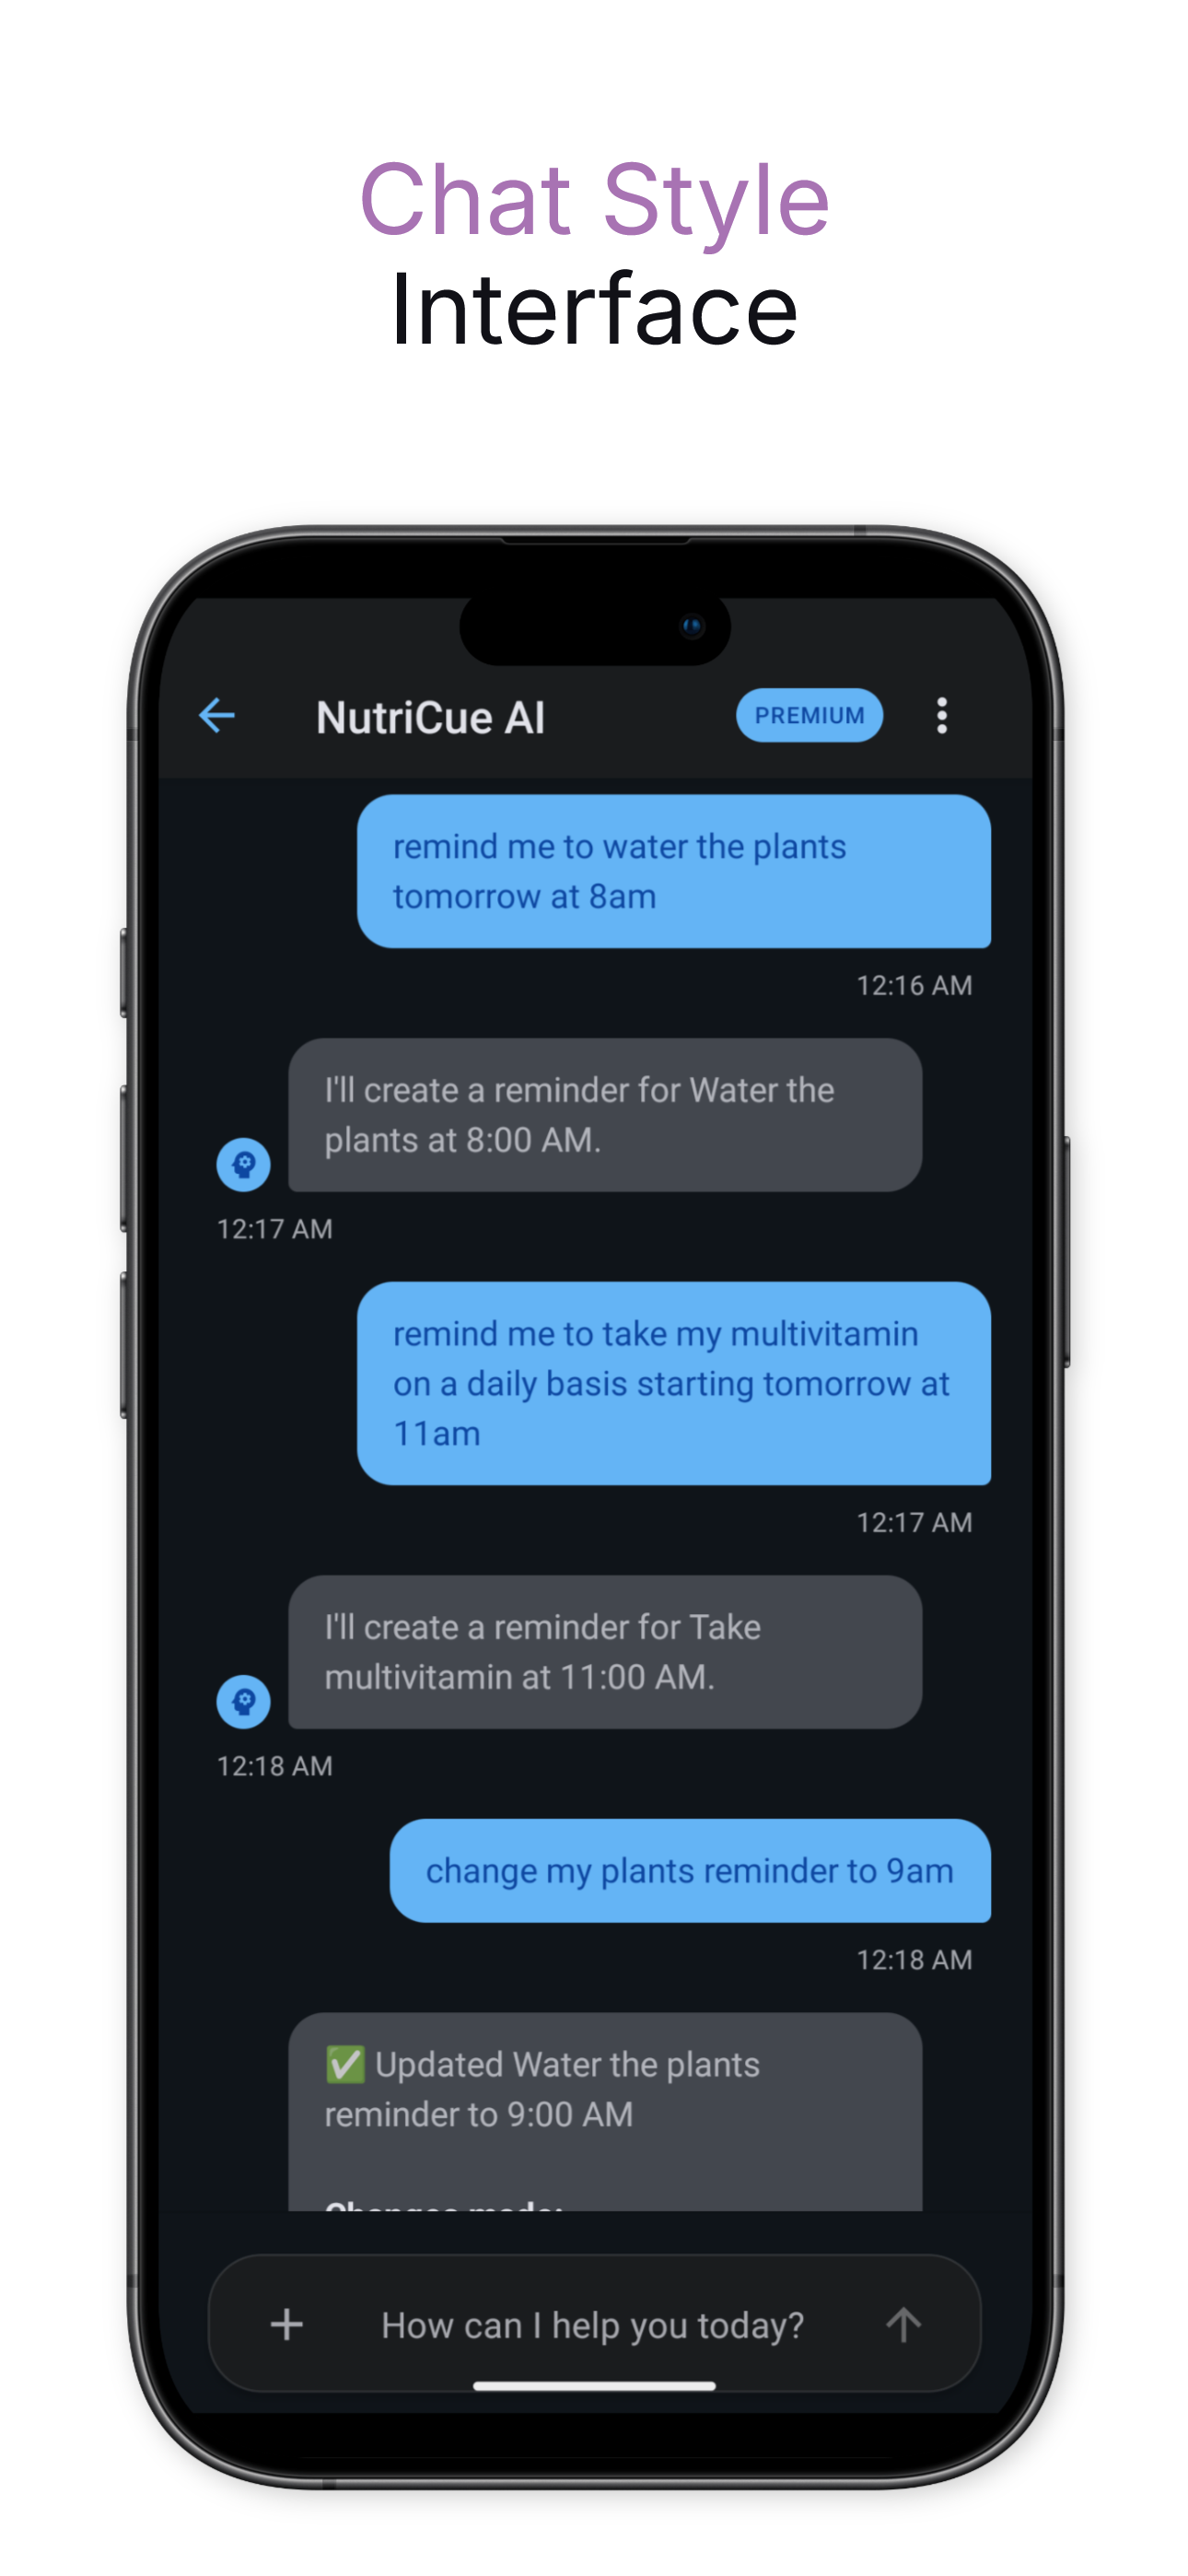 Chat Style
Interface
NutriCue AI
PREMIUM
remind me to water the plants
tomorrow at 8am
12:16 AM
I'll create a reminder for Water the
plants at 8:00 AM.
12:17 AM
remind me to take my multivitamin
on a daily basis starting tomorrow at
11am
12:17 AM
I'll create a reminder for Take
multivitamin at 11:00 AM.
12:18 AM
change my plants reminder to 9am
12:18 AM
✅ Updated Water the plants
reminder to 9:00 AM
Changes made:
How can I help you today?